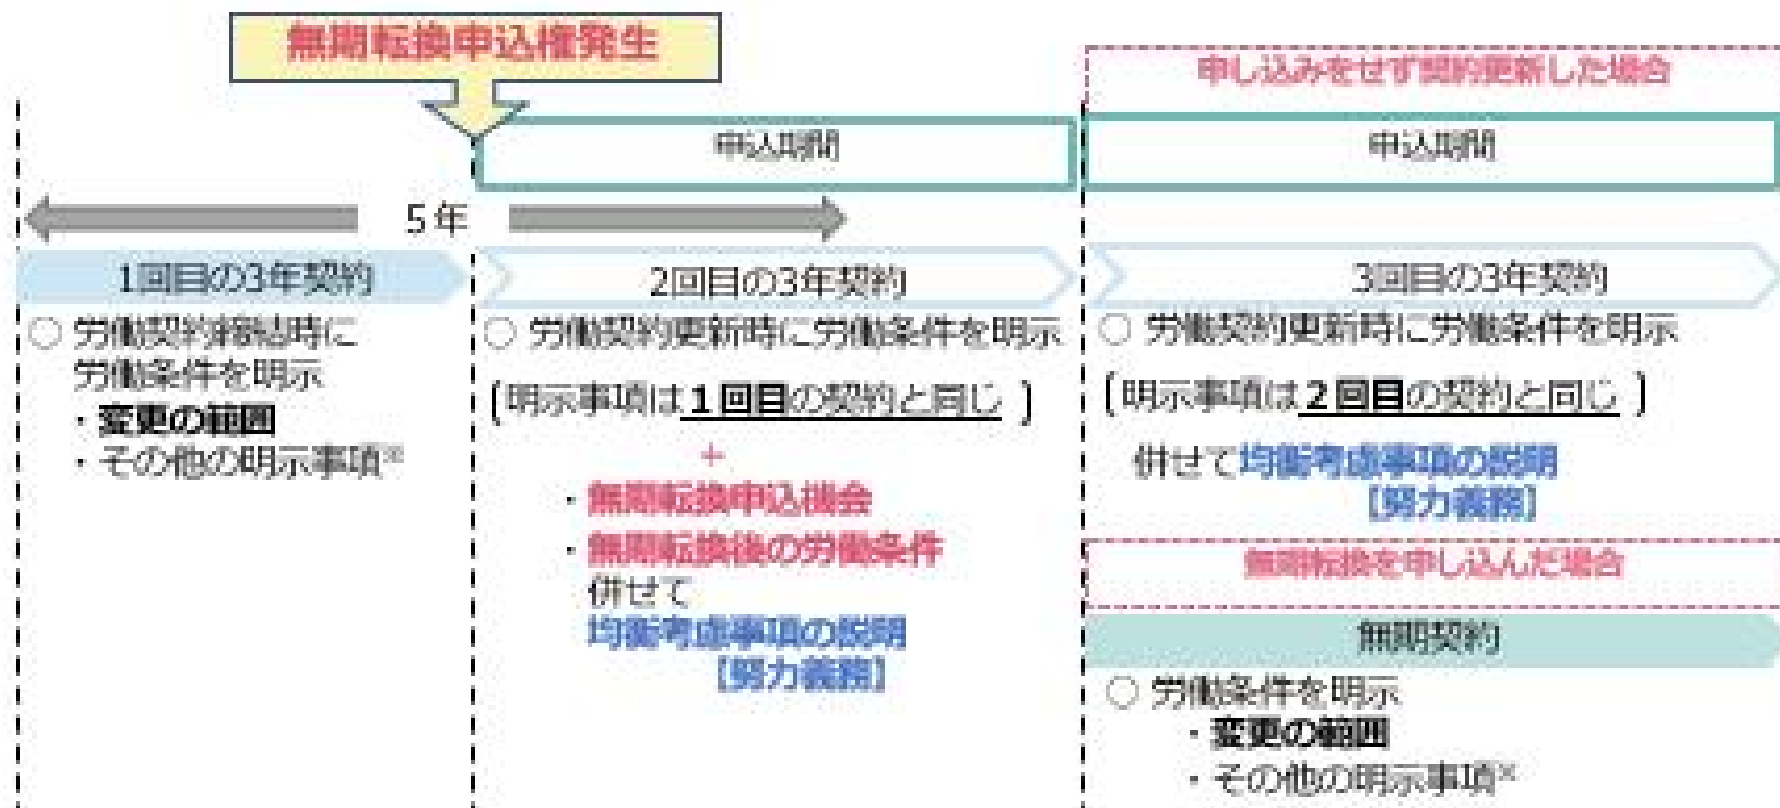 無期転換申込権発生
申し込みをせず契約更新した場合
申込期間
申込期間
5年
1回目の3年契約
2回目の3年契約
3回目の3年契約
○ 労働契約締結時に
労働条件を明示
・変更の範囲
・その他の明示事項※
○ 労働契約更新時に労働条件を明示
(明示事項は1回目の契約と同じ )
+
・無期転換申込機会
・無期転換後の労働条件
併せて
均衡考慮事項の説明
[努力義務]
○ 労働契約更新時に労働条件を明示
(明示事項は2回目の契約と同じ )
併せて均衡考慮事項の説明
[努力義務]
無期転換を申し込んだ場合
無期契約
○ 労働条件を明示
・変更の範囲
・その他の明示事項※